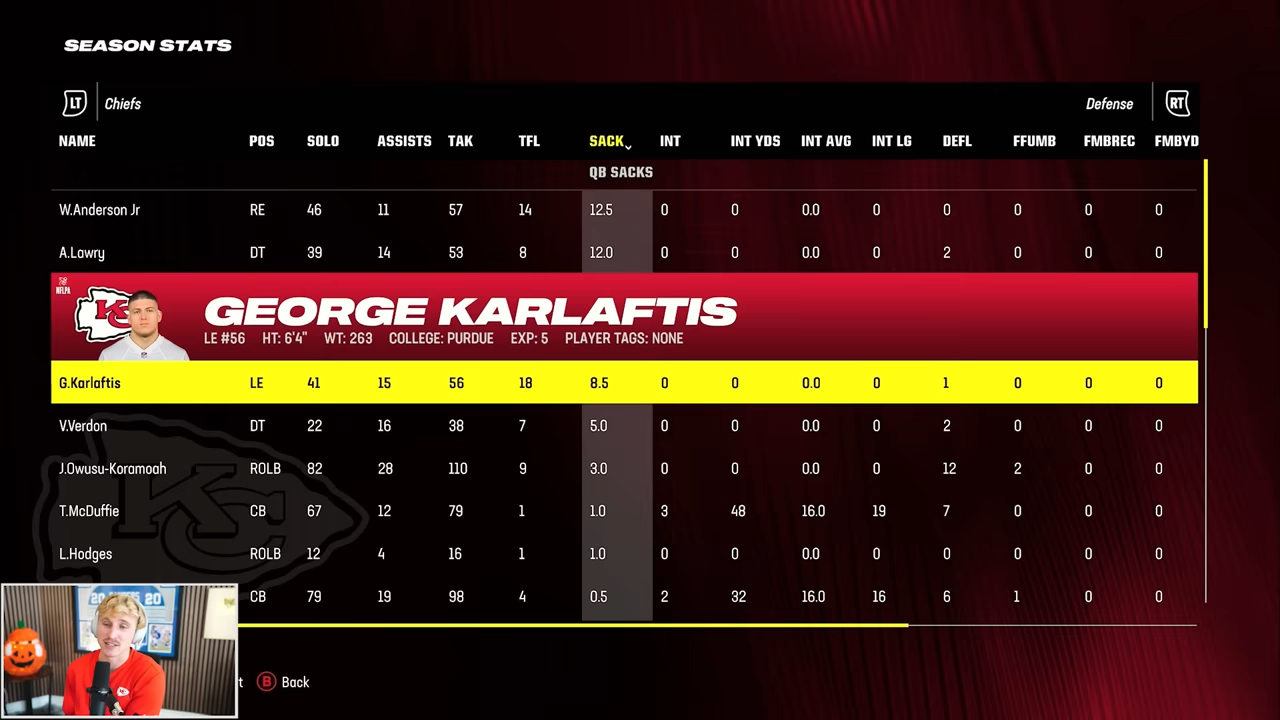 SEASON STATS
LT Chiefs Defense RT
NAME POS SOLO ASSISTS TAK TFL SACK INT INT YDS INT AVG INT LG DEFL FFUMB FMBREC FMBYD
QB SACKS
W.Anderson Jr RE 46 11 57 14 12.5 0 0 0.0 0 0 0 0 0
A.Lawry DT 39 14 53 8 12.0 0 0 0.0 0 2 0 0 0
NFLPA
KC
GEORGE KARLAFTIS
LE #56 HT: 6'4" WT: 263 COLLEGE: PURDUE EXP: 5 PLAYER TAGS: NONE
G.Karlaftis LE 41 15 56 18 8.5 0 0 0.0 0 1 0 0 0
V.Verdon DT 22 16 38 7 5.0 0 0 0.0 0 2 0 0 0
J.Owusu-Koramoah ROLB 82 28 110 9 3.0 0 0 0.0 0 12 2 0 0
T.McDuffie CB 67 12 79 1 1.0 3 48 16.0 19 7 0 0 0
L.Hodges ROLB 12 4 16 1 1.0 0 0 0.0 0 0 0 0 0
CB 79 19 98 4 0.5 2 32 16.0 16 6 1 0 0
KC
20 20
t B Back